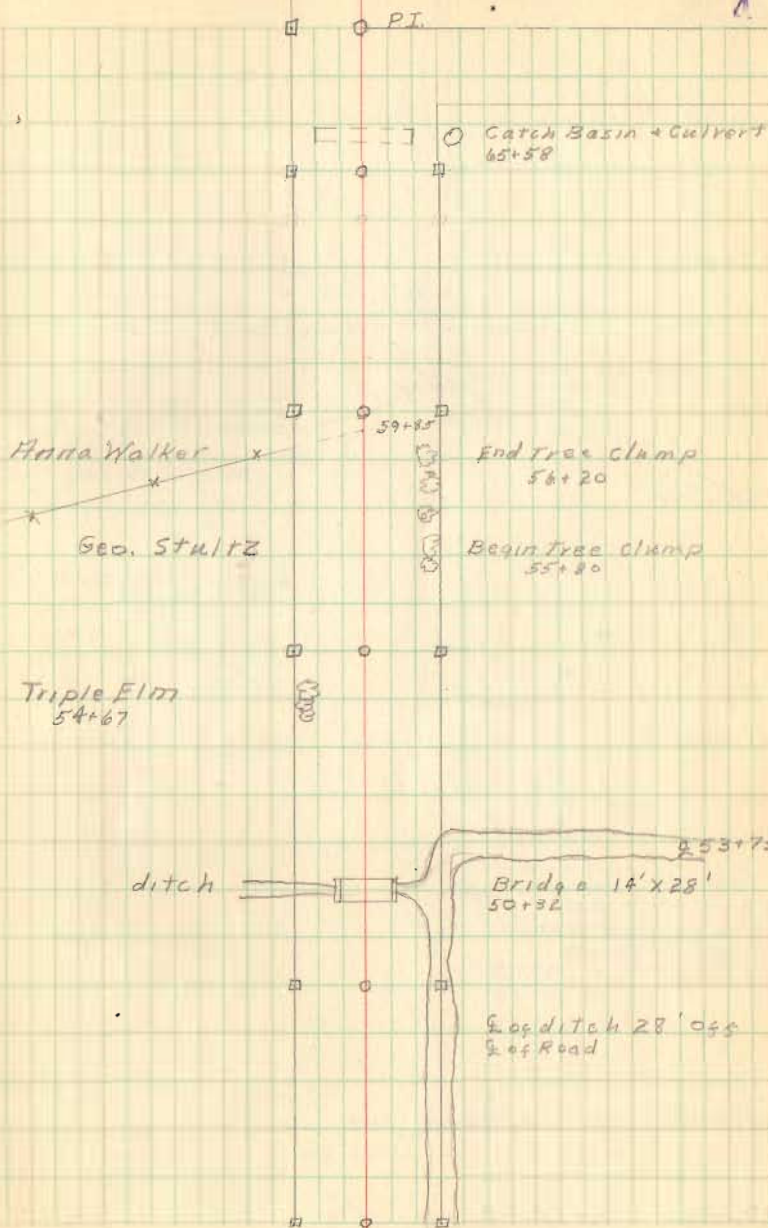 P.I.
Catch Basin + Culvert
65+58
59+85
Anna Walker
End Tree Clump
56+20
Geo. Stultz
Begin Tree Clump
55+80
Triple Elm
54+67
℄ 53+7
ditch
Bridge 14' X 28'
50+32
℄ of ditch 28' off
℄ of Road